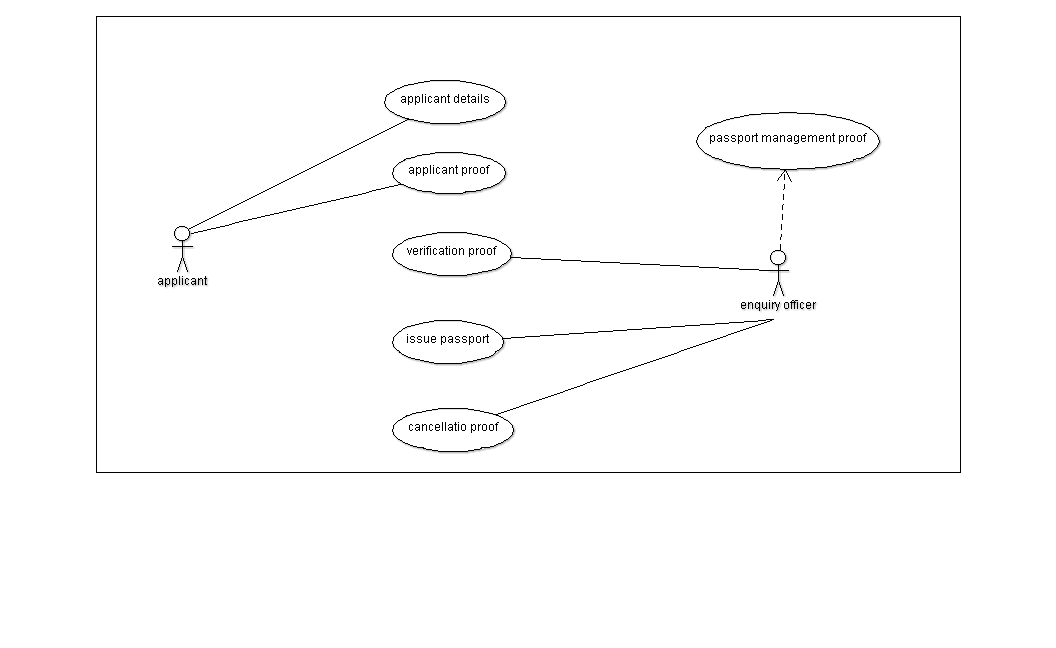 applicant details
passport management proof
applicant proof
verification proof
applicant
enquiry officer
issue passport
cancellatio proof